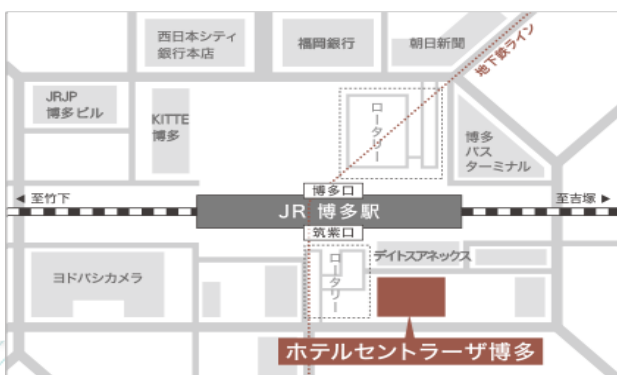 西日本シティ
銀行本店
福岡銀行
朝日新聞
地下鉄ライン
JRJP
博多ビル
KITTE
博多
ロータリー
博多
バス
ターミナル
博多口
◀ 至竹下
至吉塚 ▶
JR 博多駅
筑紫口
ロータリー
デイトスアネックス
ヨドバシカメラ
ホテルセントラーザ博多